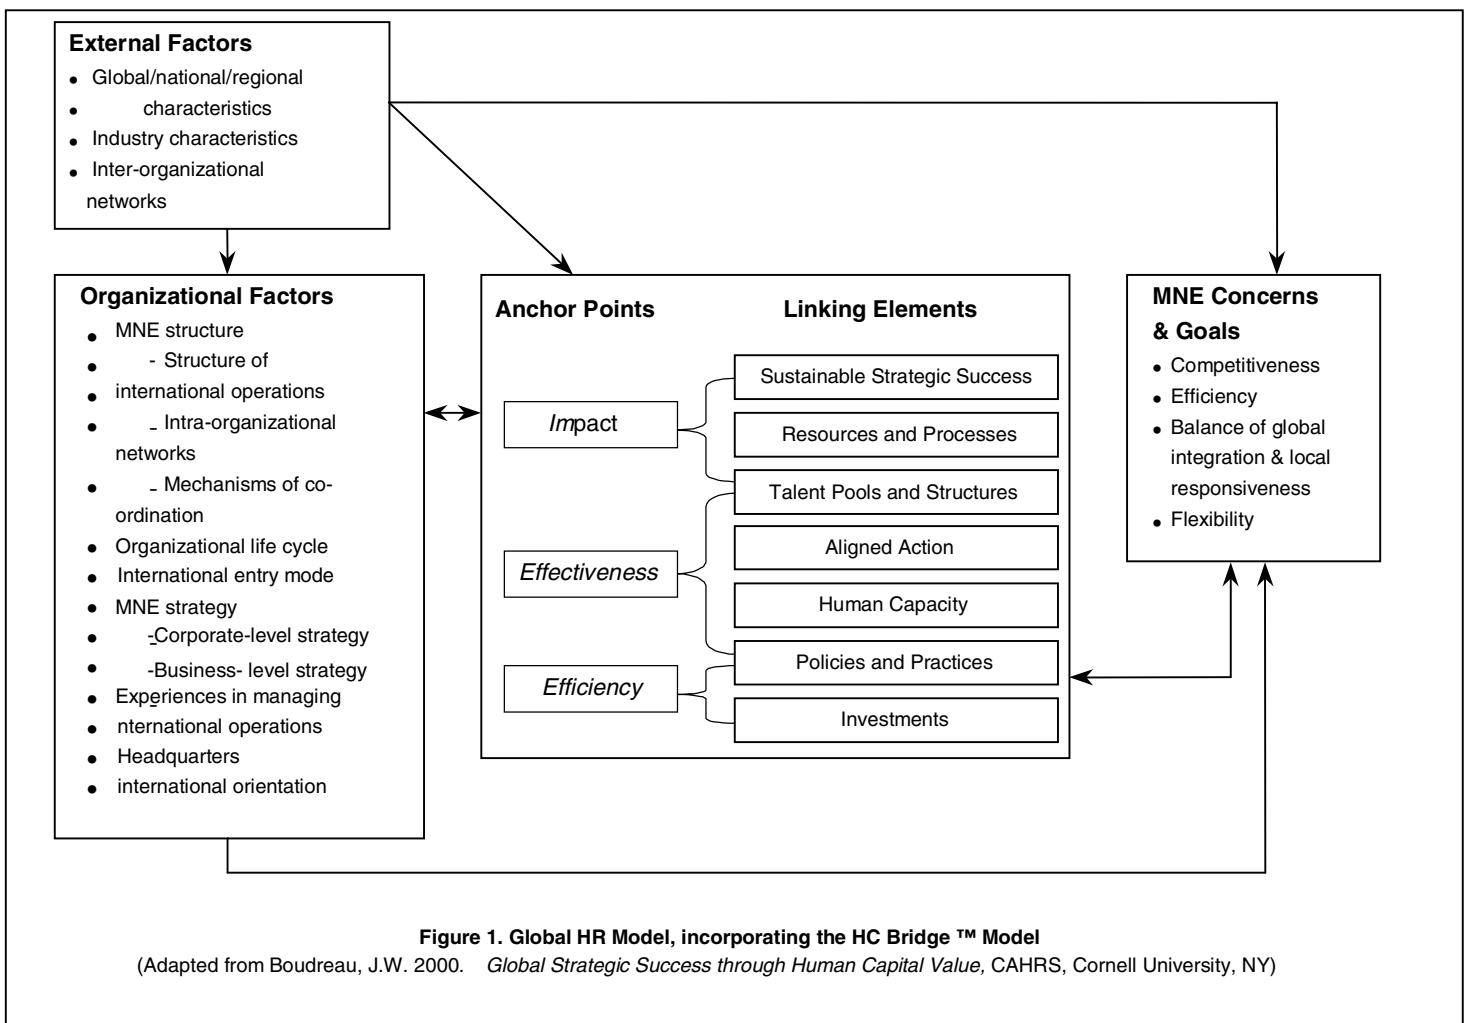 External Factors
● Global/national/regional
● characteristics
● Industry characteristics
● Inter-organizational
networks
Organizational Factors
● MNE structure
● - Structure of
● international operations
● - Intra-organizational
networks
● - Mechanisms of co-
ordination
● Organizational life cycle
● International entry mode
● MNE strategy
● -Corporate-level strategy
● -Business- level strategy
● Experiences in managing
● nternational operations
● Headquarters
● international orientation
Anchor Points
Linking Elements
Impact
Effectiveness
Efficiency
Sustainable Strategic Success
Resources and Processes
Talent Pools and Structures
Aligned Action
Human Capacity
Policies and Practices
Investments
MNE Concerns
& Goals
● Competitiveness
● Efficiency
● Balance of global
integration & local
responsiveness
● Flexibility
Figure 1. Global HR Model, incorporating the HC Bridge ™ Model
(Adapted from Boudreau, J.W. 2000. Global Strategic Success through Human Capital Value, CAHRS, Cornell University, NY)